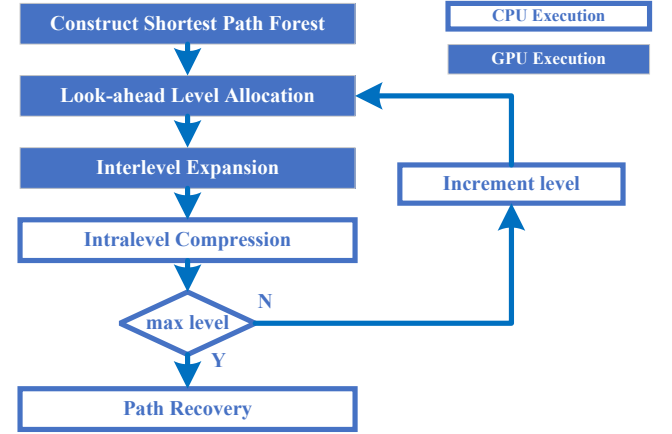 Construct Shortest Path Forest
CPU Execution
GPU Execution
Look-ahead Level Allocation
Interlevel Expansion
Increment level
Intralevel Compression
max level
N
Y
Path Recovery